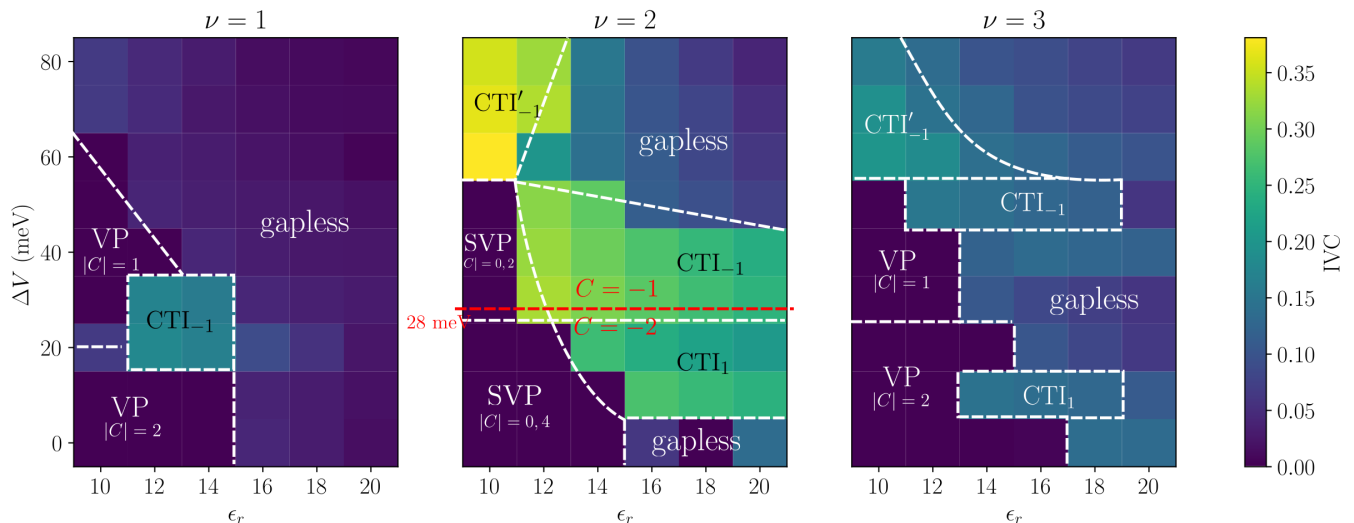 ν = 1
ν = 2
ν = 3
80
60
40
20
0
ΔV (meV)
VP
|C| = 1
CTI₋₁
VP
|C| = 2
gapless
10 12 14 16 18 20
ϵᵣ
CTI′₋₁
gapless
SVP
C = 0, 2
CTI₋₁
C = −1
28 meV
C = −2
CTI₁
SVP
|C| = 0, 4
gapless
10 12 14 16 18 20
ϵᵣ
CTI′₋₁
CTI₋₁
VP
|C| = 1
gapless
VP
|C| = 2
CTI₁
10 12 14 16 18 20
ϵᵣ
0.35
0.30
0.25
0.20
0.15
0.10
0.05
0.00
IVC